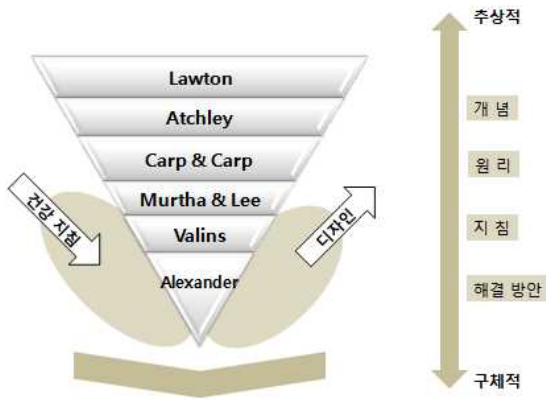 Lawton
Atchley
Carp & Carp
Murtha & Lee
Valins
Alexander
건강 지침
디자인
추상적
개 념
원 리
지 침
해결 방안
구체적